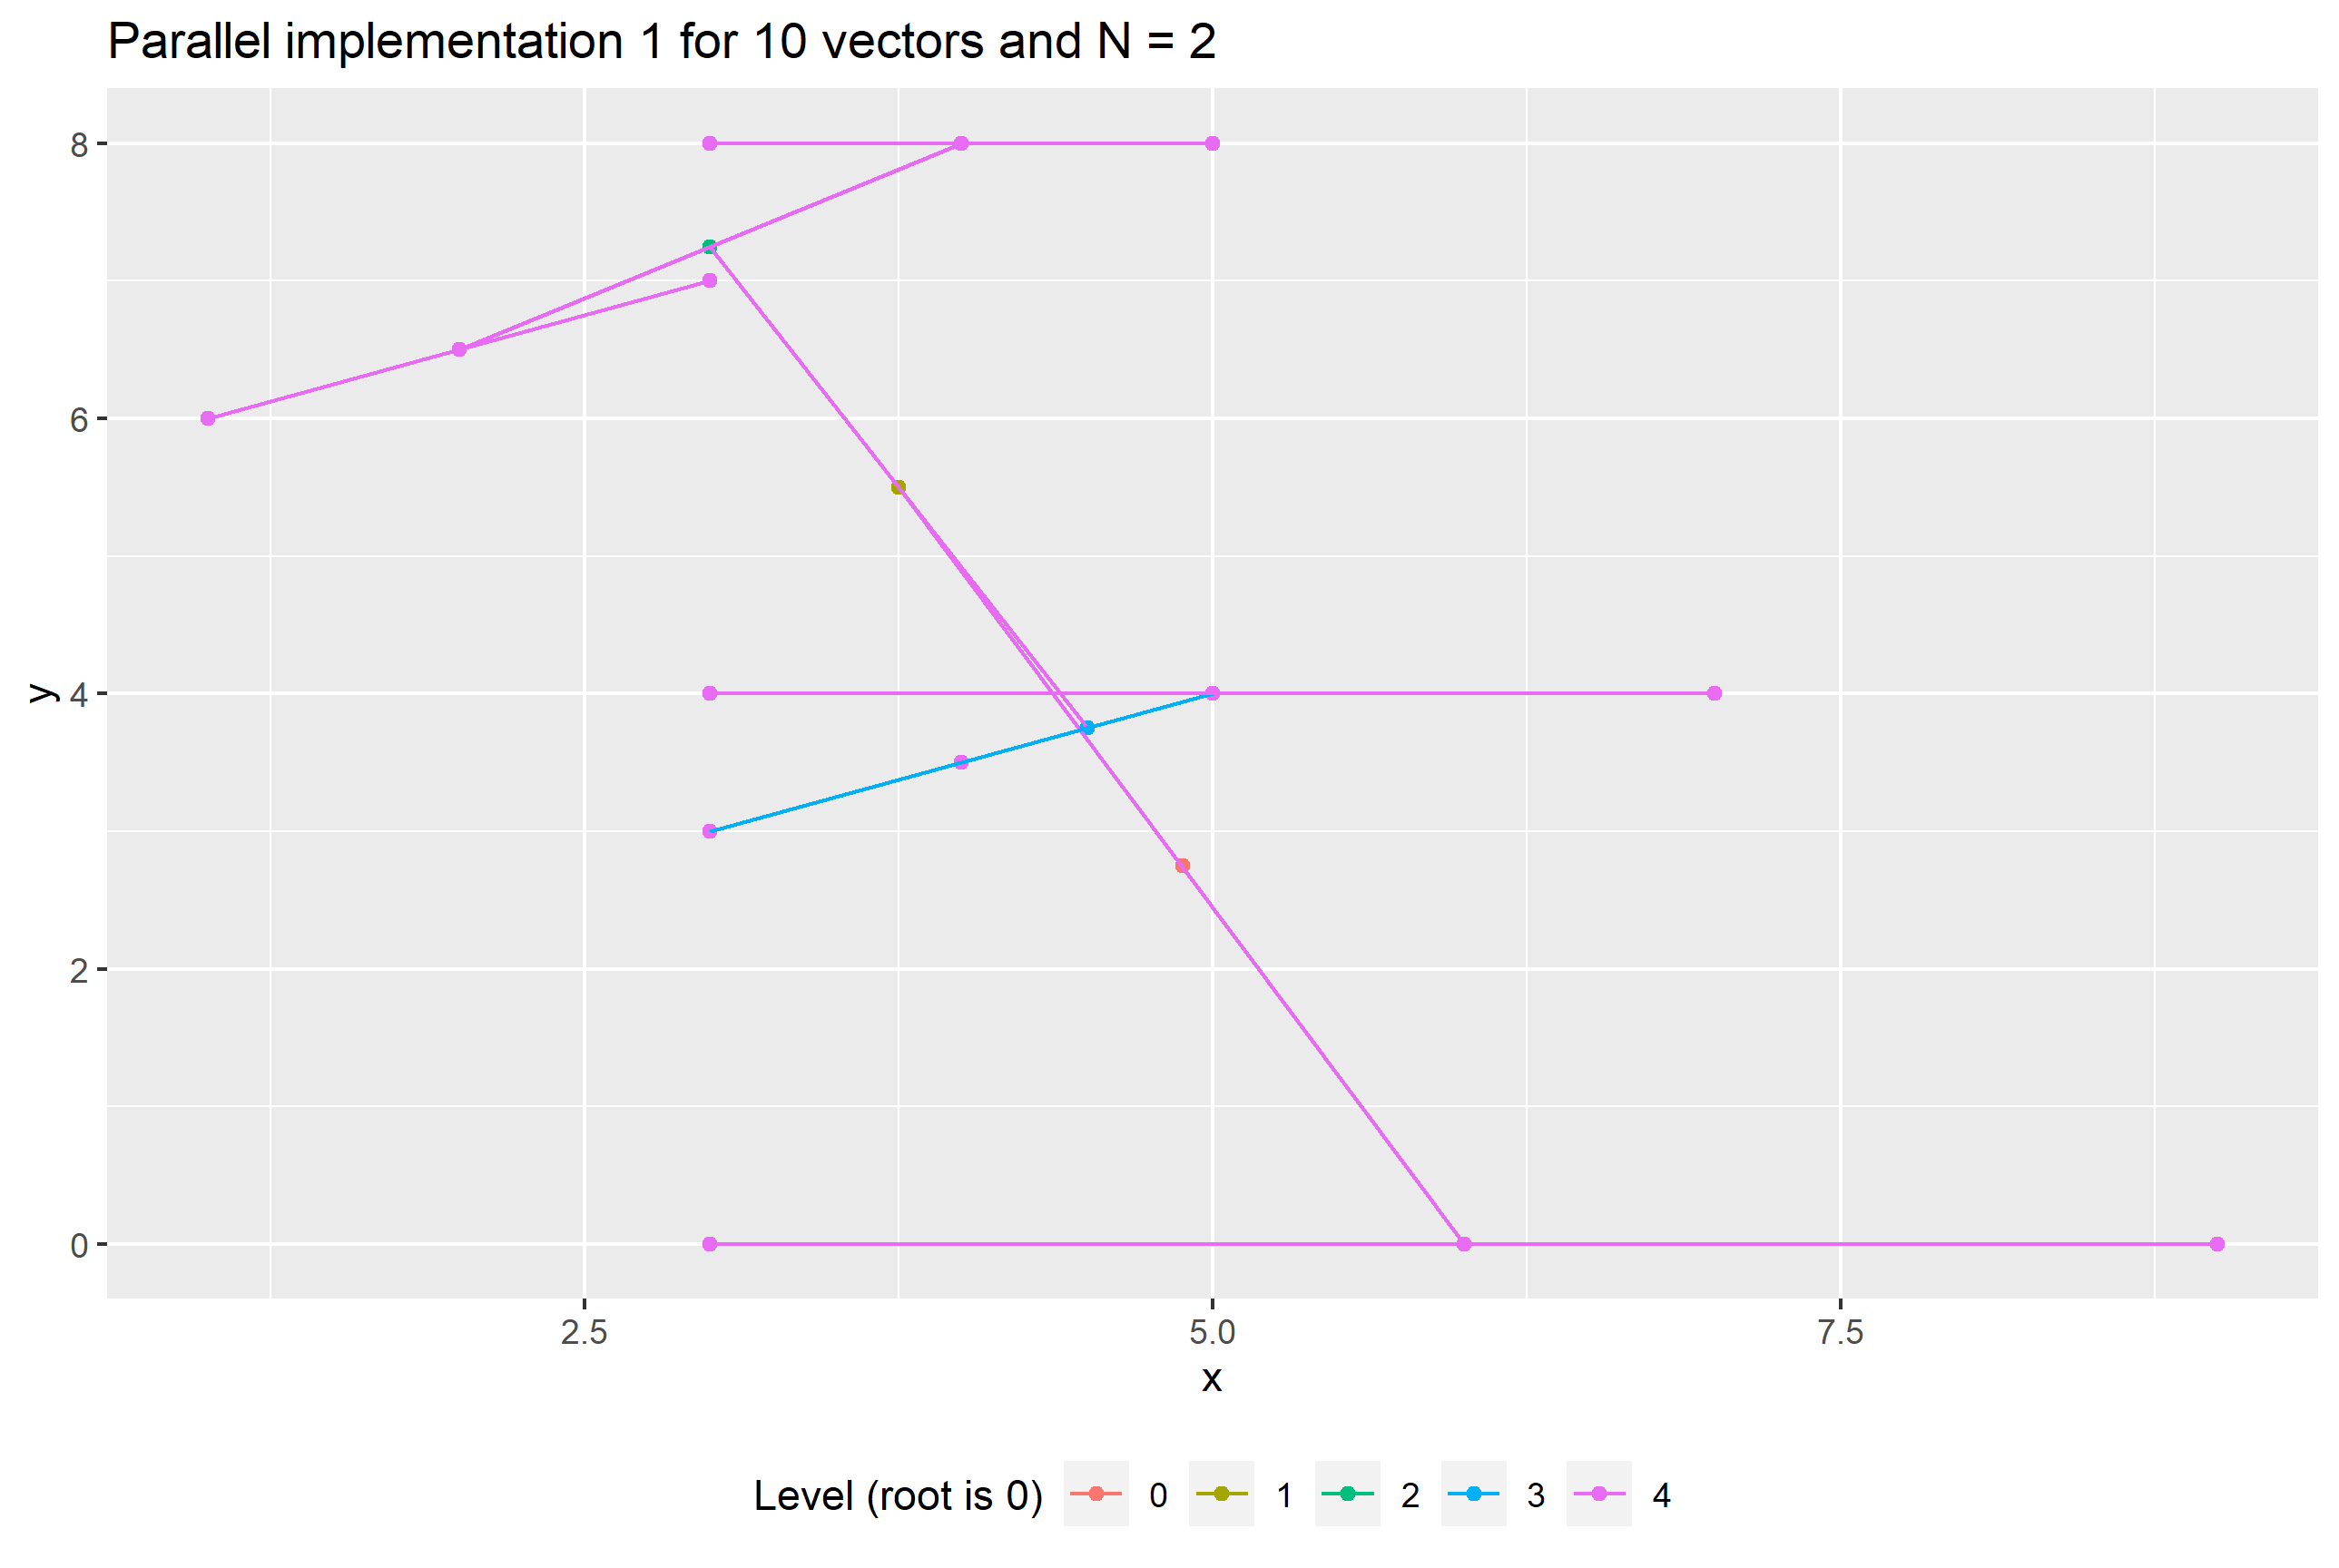 Parallel implementation 1 for 10 vectors and N = 2
8
6
4
2
0
y
2.5 5.0 7.5
x
Level (root is 0) 0 1 2 3 4